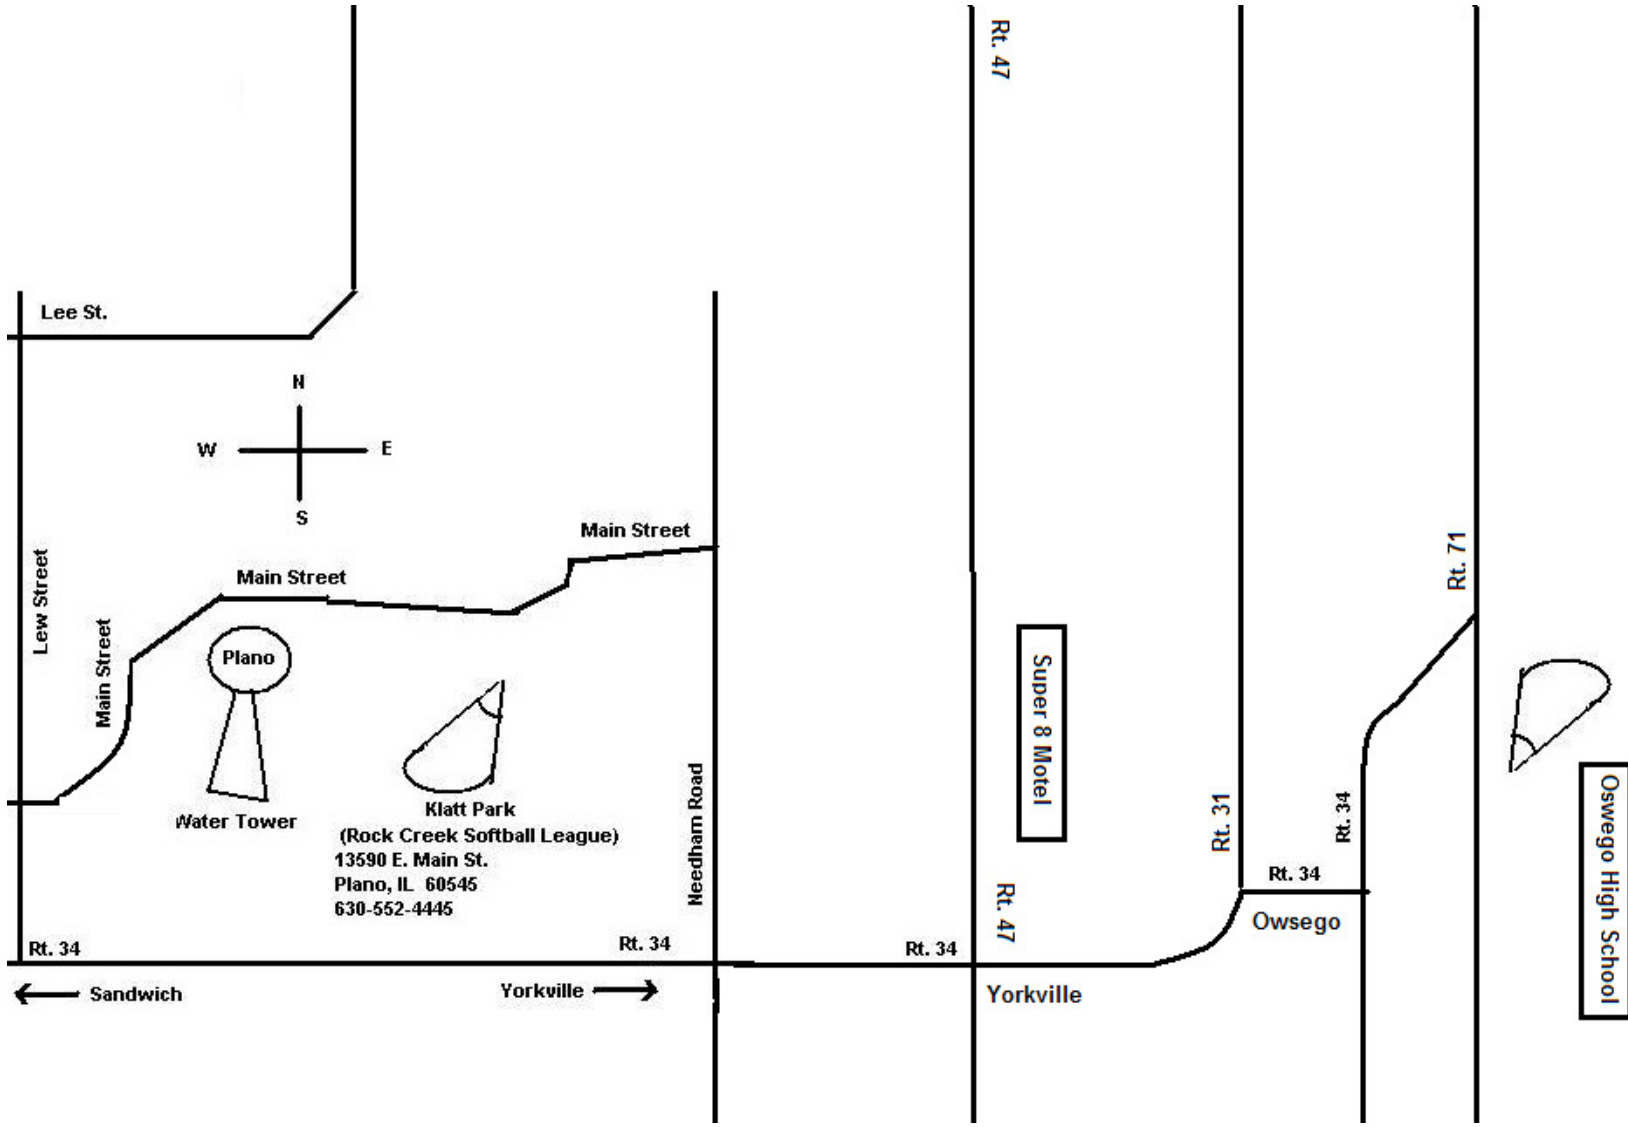 Rt. 47
Lee St.
N
W
E
S
Main Street
Main Street
Lew Street
Main Street
Plano
Water Tower
Klatt Park
(Rock Creek Softball League)
13590 E. Main St.
Plano, IL  60545
630-552-4445
Needham Road
Super 8 Motel
Rt. 71
Rt. 31
Rt. 34
Rt. 34
Owsego
Oswego High School
Rt. 47
Rt. 34
Rt. 34
Rt. 34
Sandwich
Yorkville
Yorkville